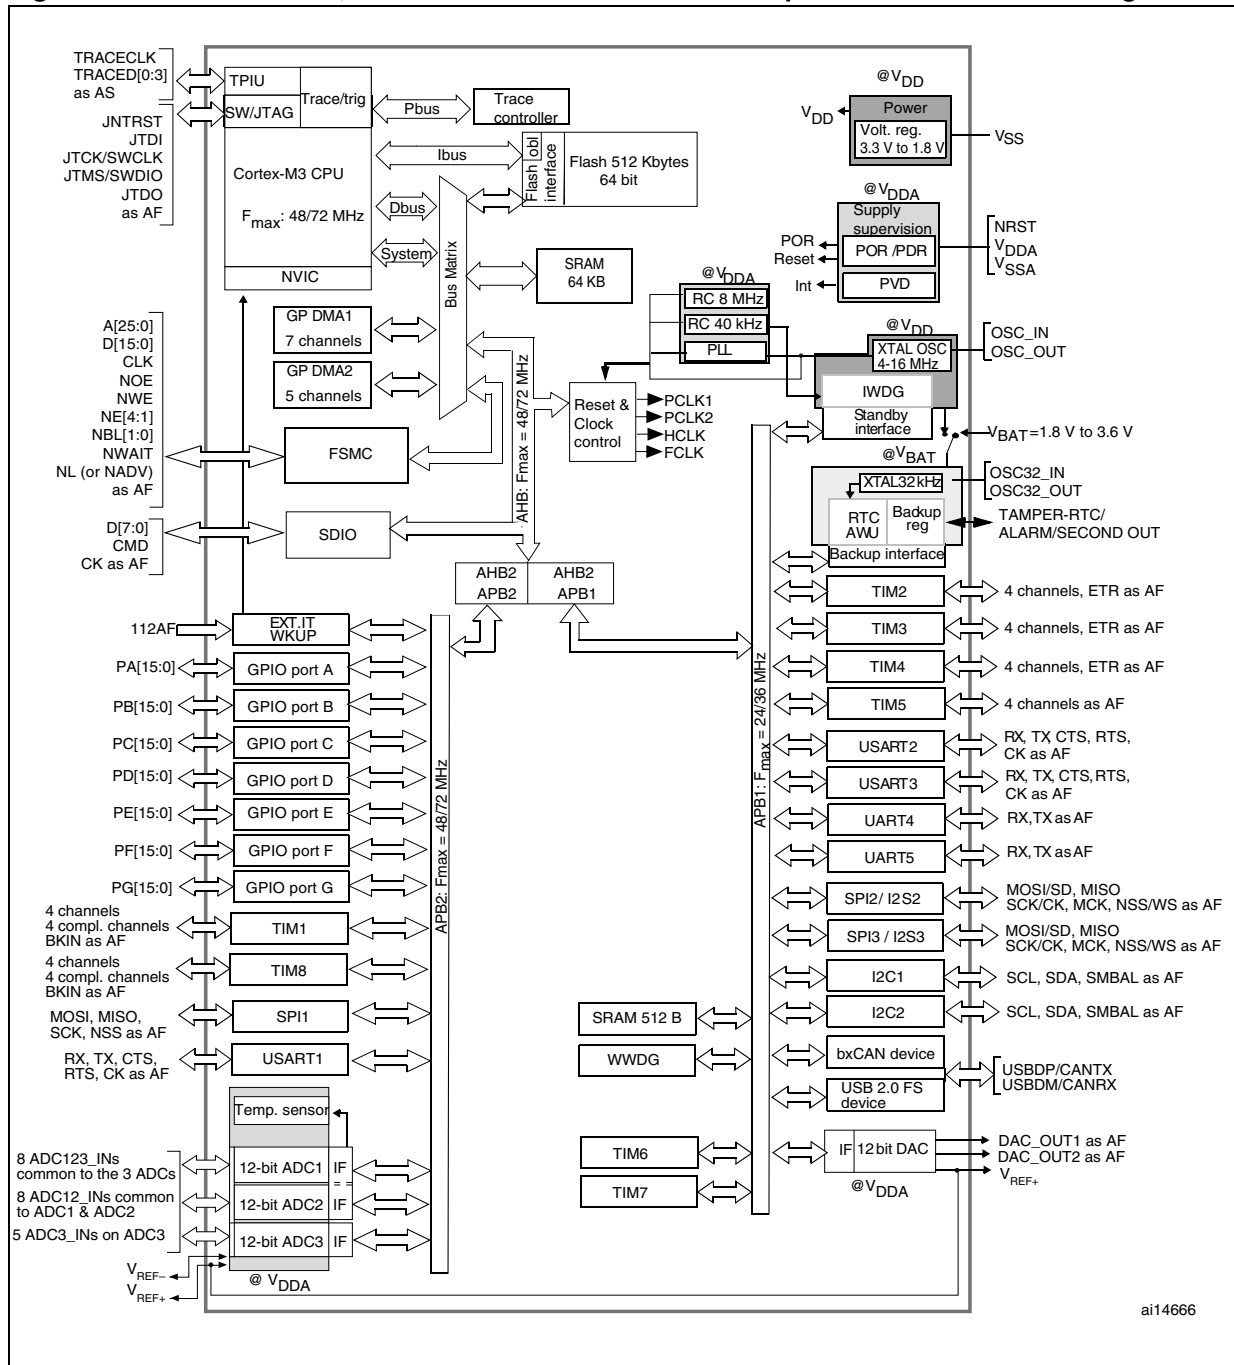 TRACECLK
TRACED[0:3]
as AS
JNTRST
JTDI
JTCK/SWCLK
JTMS/SWDIO
JTDO
as AF
TPIU
SW/JTAG
Trace/trig
Pbus
Trace
controller
Cortex-M3 CPU
Fmax: 48/72 MHz
NVIC
Ibus
Dbus
System
Flash obl
interface
Flash 512 Kbytes
64 bit
Bus Matrix
SRAM
64 KB
GP DMA1
7 channels
GP DMA2
5 channels
@VDD
Power
VDD
Volt. reg.
3.3 V to 1.8 V
VSS
@VDDA
Supply
supervision
POR
Reset
POR /PDR
Int
PVD
NRST
VDDA
VSSA
@VDDA
RC 8 MHz
RC 40 kHz
PLL
@VDD
XTAL OSC
4-16 MHz
OSC_IN
OSC_OUT
IWDG
Standby
interface
Reset &
Clock
control
PCLK1
PCLK2
HCLK
FCLK
VBAT=1.8 V to 3.6 V
@VBAT
XTAL32kHz
OSC32_IN
OSC32_OUT
RTC
AWU
Backup
reg
Backup interface
TAMPER-RTC/
ALARM/SECOND OUT
A[25:0]
D[15:0]
CLK
NOE
NWE
NE[4:1]
NBL[1:0]
NWAIT
NL (or NADV)
as AF
FSMC
D[7:0]
CMD
CK as AF
SDIO
AHB: Fmax = 48/72 MHz
AHB2
APB2
AHB2
APB1
112AF
EXT.IT
WKUP
PA[15:0]
GPIO port A
PB[15:0]
GPIO port B
PC[15:0]
GPIO port C
PD[15:0]
GPIO port D
PE[15:0]
GPIO port E
PF[15:0]
GPIO port F
PG[15:0]
GPIO port G
4 channels
4 compl. channels
BKIN as AF
TIM1
4 channels
4 compl. channels
BKIN as AF
TIM8
MOSI, MISO,
SCK, NSS as AF
SPI1
RX, TX, CTS,
RTS, CK as AF
USART1
Temp. sensor
8 ADC123_INs
common to the 3 ADCs
12-bit ADC1
IF
8 ADC12_INs common
to ADC1 & ADC2
12-bit ADC2
IF
5 ADC3_INs on ADC3
12-bit ADC3
IF
VREF–
VREF+
@ VDDA
APB2: Fmax = 48/72 MHz
APB1: Fmax = 24/36 MHz
TIM2
4 channels, ETR as AF
TIM3
4 channels, ETR as AF
TIM4
4 channels, ETR as AF
TIM5
4 channels as AF
USART2
RX, TX, CTS, RTS,
CK as AF
USART3
RX, TX, CTS, RTS,
CK as AF
UART4
RX,TX as AF
UART5
RX, TX as AF
SPI2/ I2S2
MOSI/SD, MISO
SCK/CK, MCK, NSS/WS as AF
SPI3 / I2S3
MOSI/SD, MISO
SCK/CK, MCK, NSS/WS as AF
I2C1
SCL, SDA, SMBAL as AF
I2C2
SCL, SDA, SMBAL as AF
SRAM 512 B
WWDG
bxCAN device
USB 2.0 FS
device
USBDP/CANTX
USBDM/CANRX
TIM6
TIM7
IF
12bit DAC
@VDDA
DAC_OUT1 as AF
DAC_OUT2 as AF
VREF+
ai14666